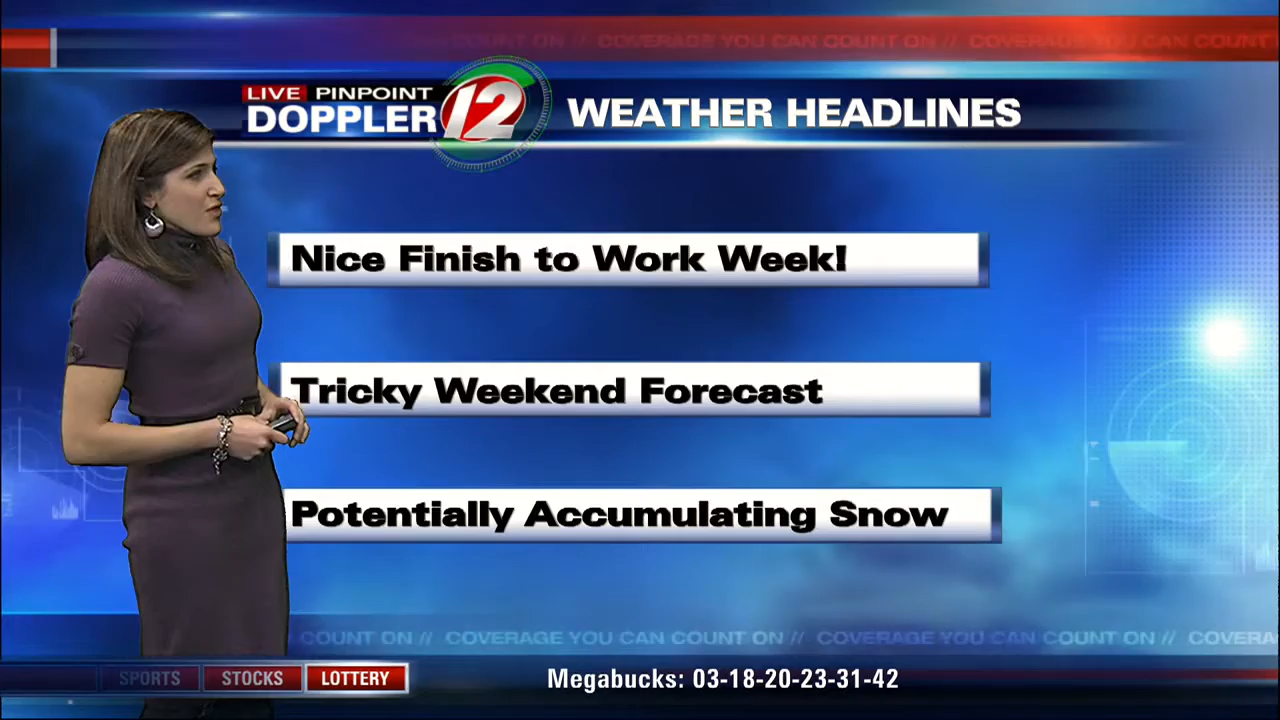 COUNT ON // COVERAGE YOU CAN COUNT ON // COVERAGE YOU CAN COUNT
LIVE PINPOINT
DOPPLER 12
WEATHER HEADLINES
Nice Finish to Work Week!
Tricky Weekend Forecast
Potentially Accumulating Snow
COUNT ON // COVERAGE YOU CAN COUNT ON // COVERAGE YOU CAN COUNT ON // COVERA
SPORTS STOCKS LOTTERY Megabucks: 03-18-20-23-31-42